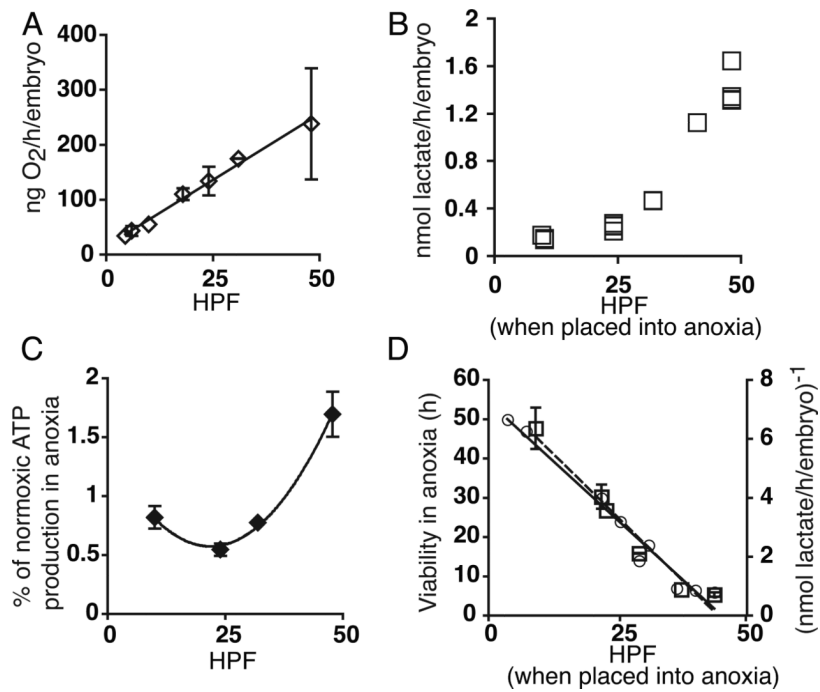 A
ng O2/h/embryo
400
300
200
100
0
0
25
50
HPF
B
nmol lactate/h/embryo
2
1.6
1.2
0.8
0.4
0
0
25
50
HPF
(when placed into anoxia)
C
% of normoxic ATP
production in anoxia
2
1.5
1
0.5
0
0
25
50
HPF
D
Viability in anoxia (h)
60
50
40
30
20
10
0
0
25
50
HPF
(when placed into anoxia)
8
6
4
2
0
(nmol lactate/h/embryo)-1